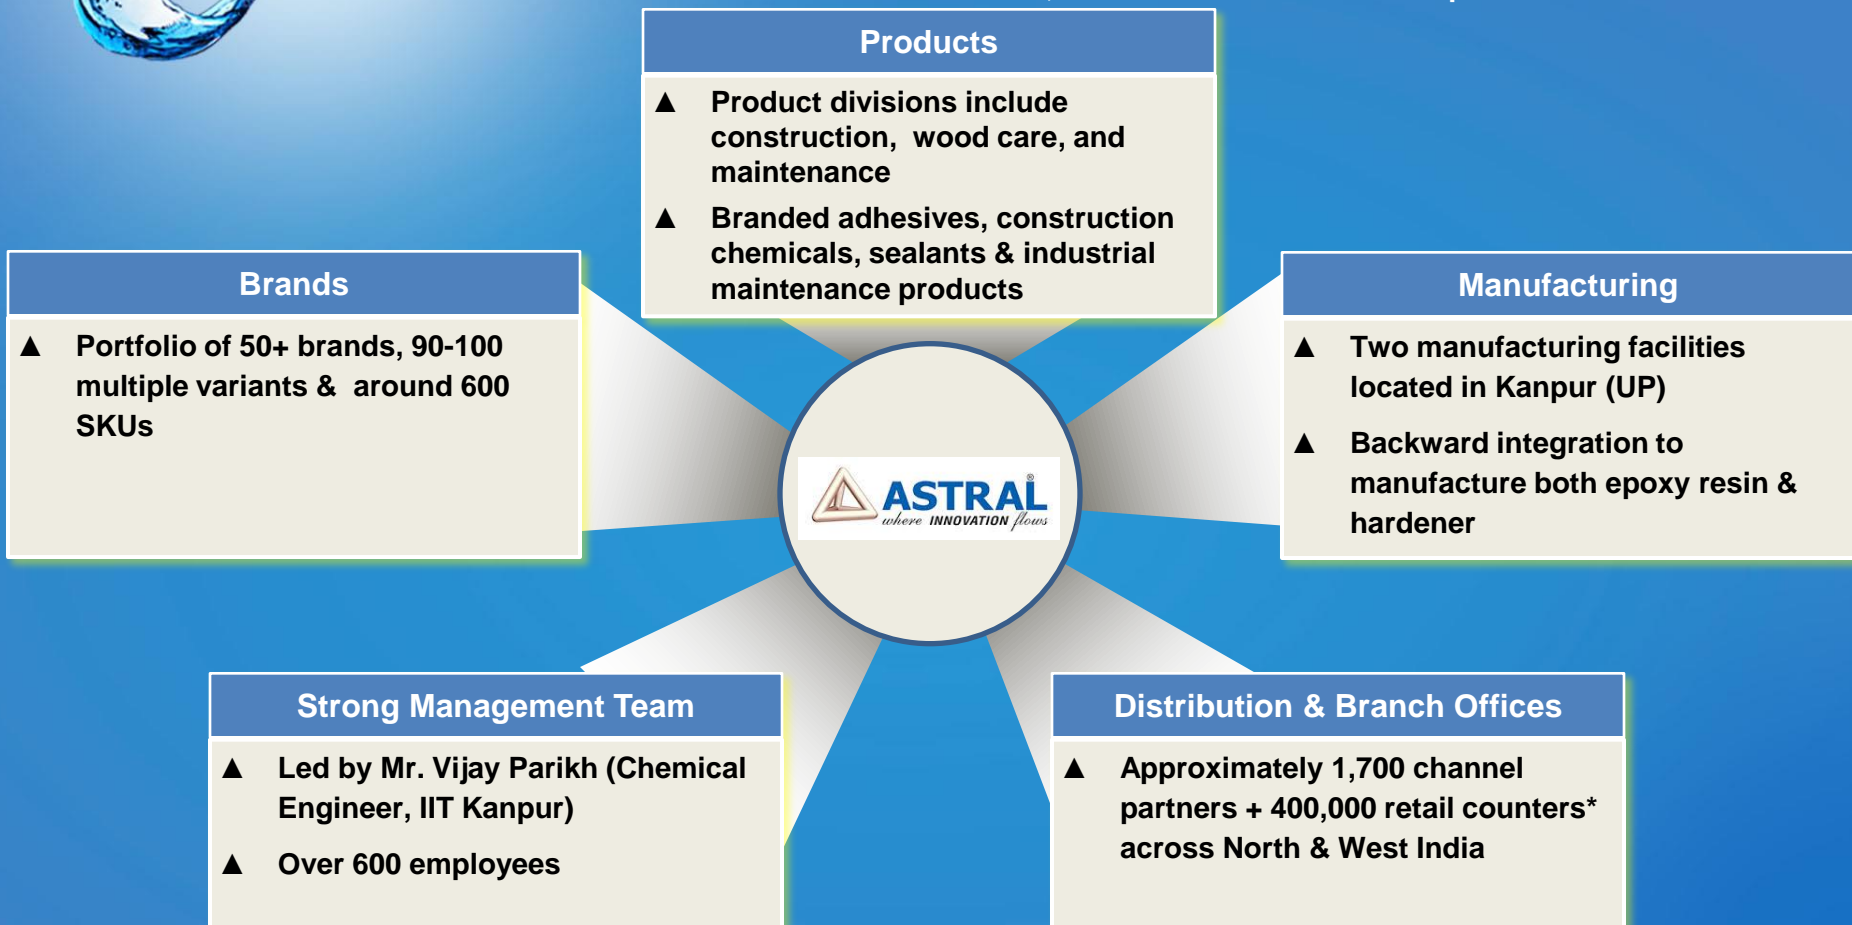 Products
▲ Product divisions include
construction, wood care, and
maintenance
▲ Branded adhesives, construction
chemicals, sealants & industrial
maintenance products
Brands
▲ Portfolio of 50+ brands, 90-100
multiple variants & around 600
SKUs
Manufacturing
▲ Two manufacturing facilities
located in Kanpur (UP)
▲ Backward integration to
manufacture both epoxy resin &
hardener
ASTRAL®
where INNOVATION flows
Strong Management Team
▲ Led by Mr. Vijay Parikh (Chemical
Engineer, IIT Kanpur)
▲ Over 600 employees
Distribution & Branch Offices
▲ Approximately 1,700 channel
partners + 400,000 retail counters*
across North & West India